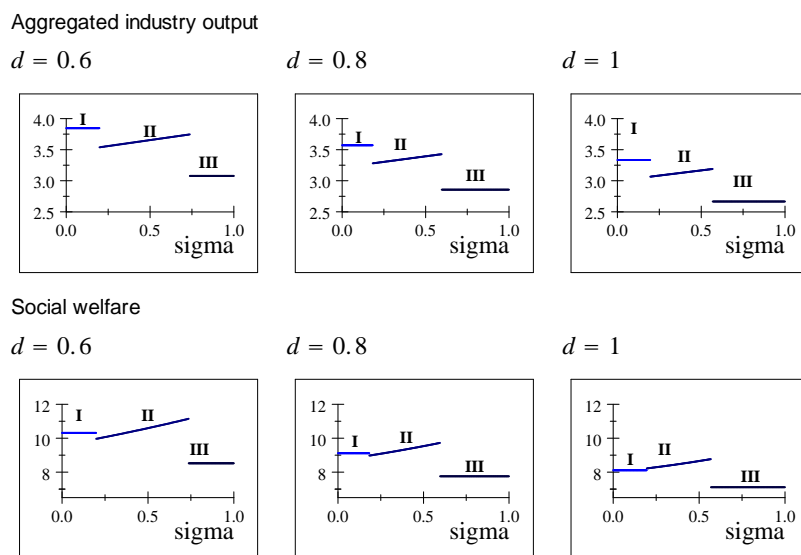 Aggregated industry output
d = 0.6 d = 0.8 d = 1
4.0 3.5 3.0 2.5 I II III 0.0 0.5 1.0 sigma
4.0 3.5 3.0 2.5 I II III 0.0 0.5 1.0 sigma
4.0 3.5 3.0 2.5 I II III 0.0 0.5 1.0 sigma
Social welfare
d = 0.6 d = 0.8 d = 1
12 10 8 I II III 0.0 0.5 1.0 sigma
12 10 8 I II III 0.0 0.5 1.0 sigma
12 10 8 I II III 0.0 0.5 1.0 sigma